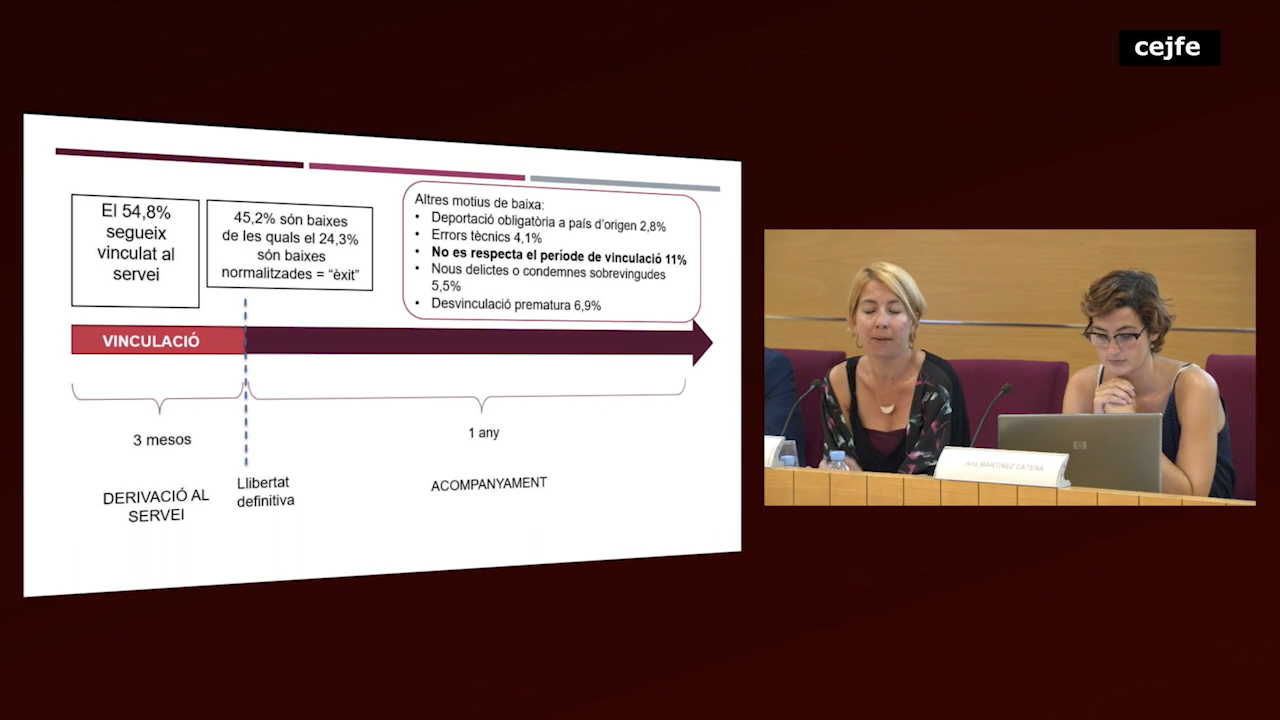 cejfe
El 54,8%
segueix
vinculat al
servei
45,2% són baixes
de les quals el 24,3%
són baixes
normalitzades = “èxit”
Altres motius de baixa:
• Deportació obligatòria a país d’origen 2,8%
• Errors tècnics 4,1%
• No es respecta el període de vinculació 11%
• Nous delictes o condemnes sobrevingudes
5,5%
• Desvinculació prematura 6,9%
VINCULACIÓ
3 mesos
1 any
DERIVACIÓ AL
SERVEI
Llibertat
definitiva
ACOMPANYAMENT
Ana MARTÍNEZ CATENA
hp